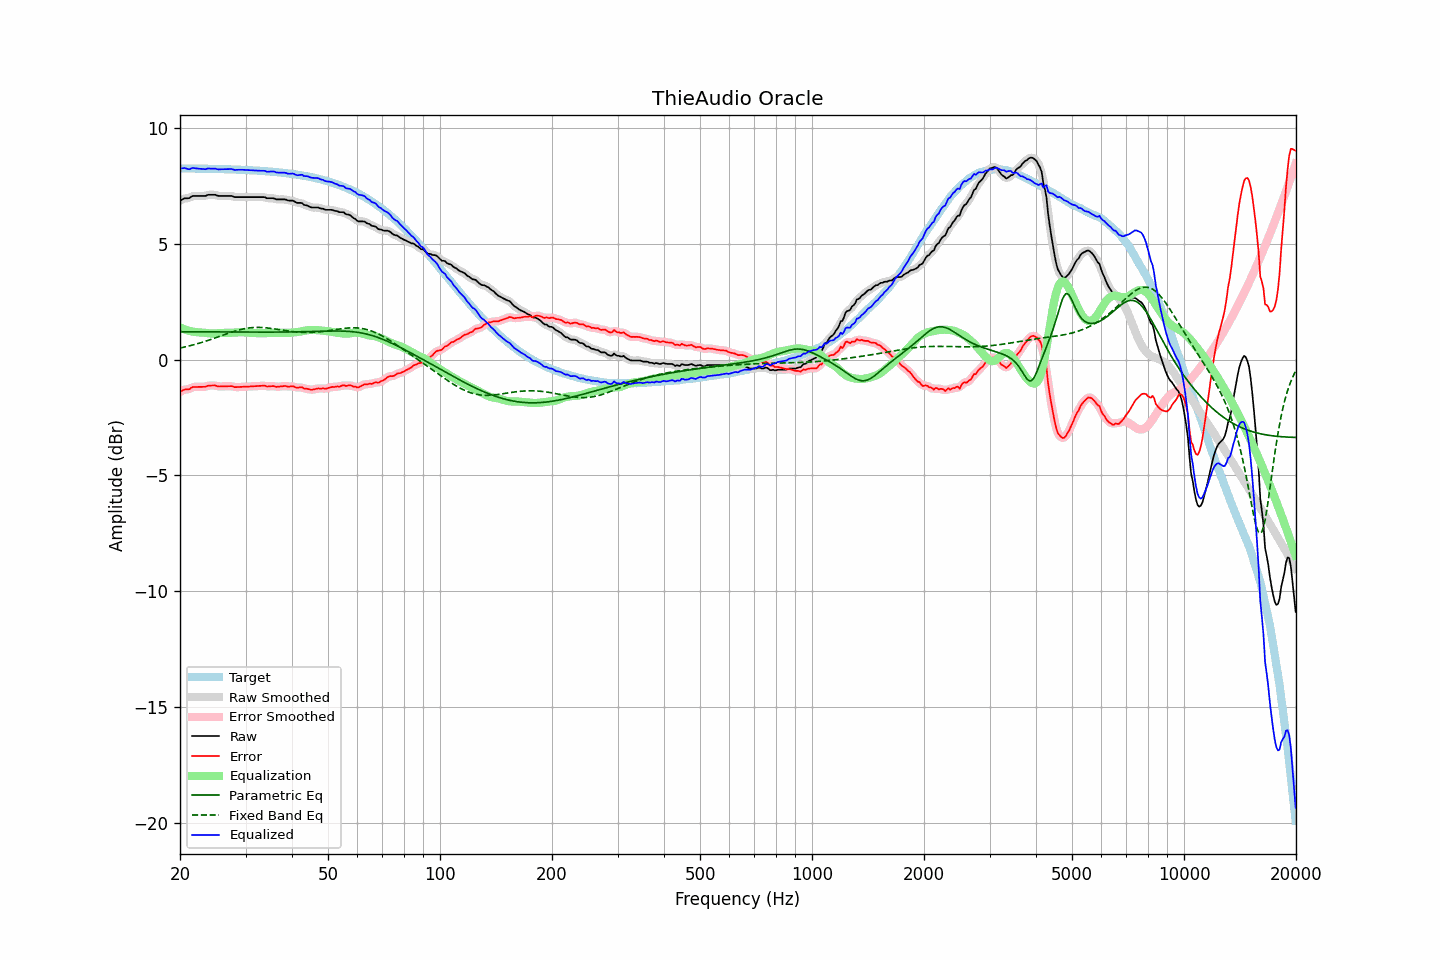 ThieAudio Oracle
10
5
0
−5
−10
−15
−20
Amplitude (dBr)
Target
Raw Smoothed
Error Smoothed
Raw
Error
Equalization
Parametric Eq
Fixed Band Eq
Equalized
20 50 100 200 500 1000 2000 5000 10000 20000
Frequency (Hz)